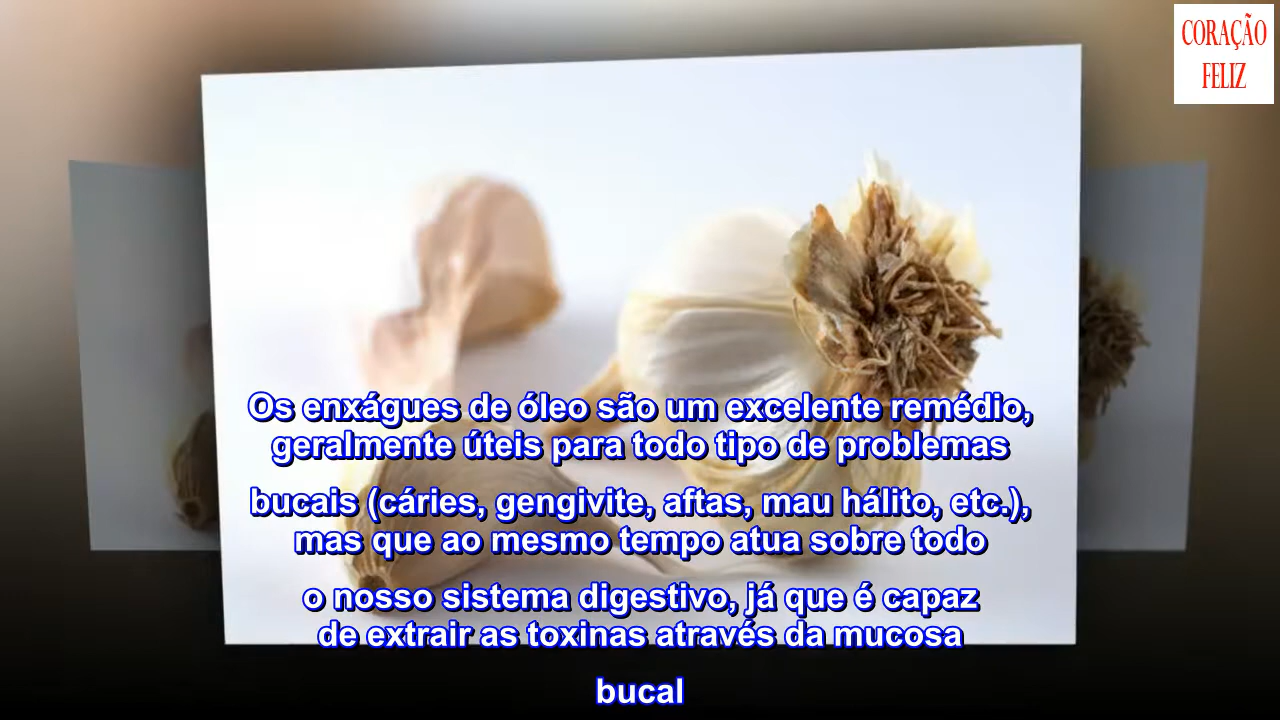 CORAÇÃO
FELIZ
Os enxágues de óleo são um excelente remédio,
geralmente úteis para todo tipo de problemas
bucais (cáries, gengivite, aftas, mau hálito, etc.),
mas que ao mesmo tempo atua sobre todo
o nosso sistema digestivo, já que é capaz
de extrair as toxinas através da mucosa
bucal